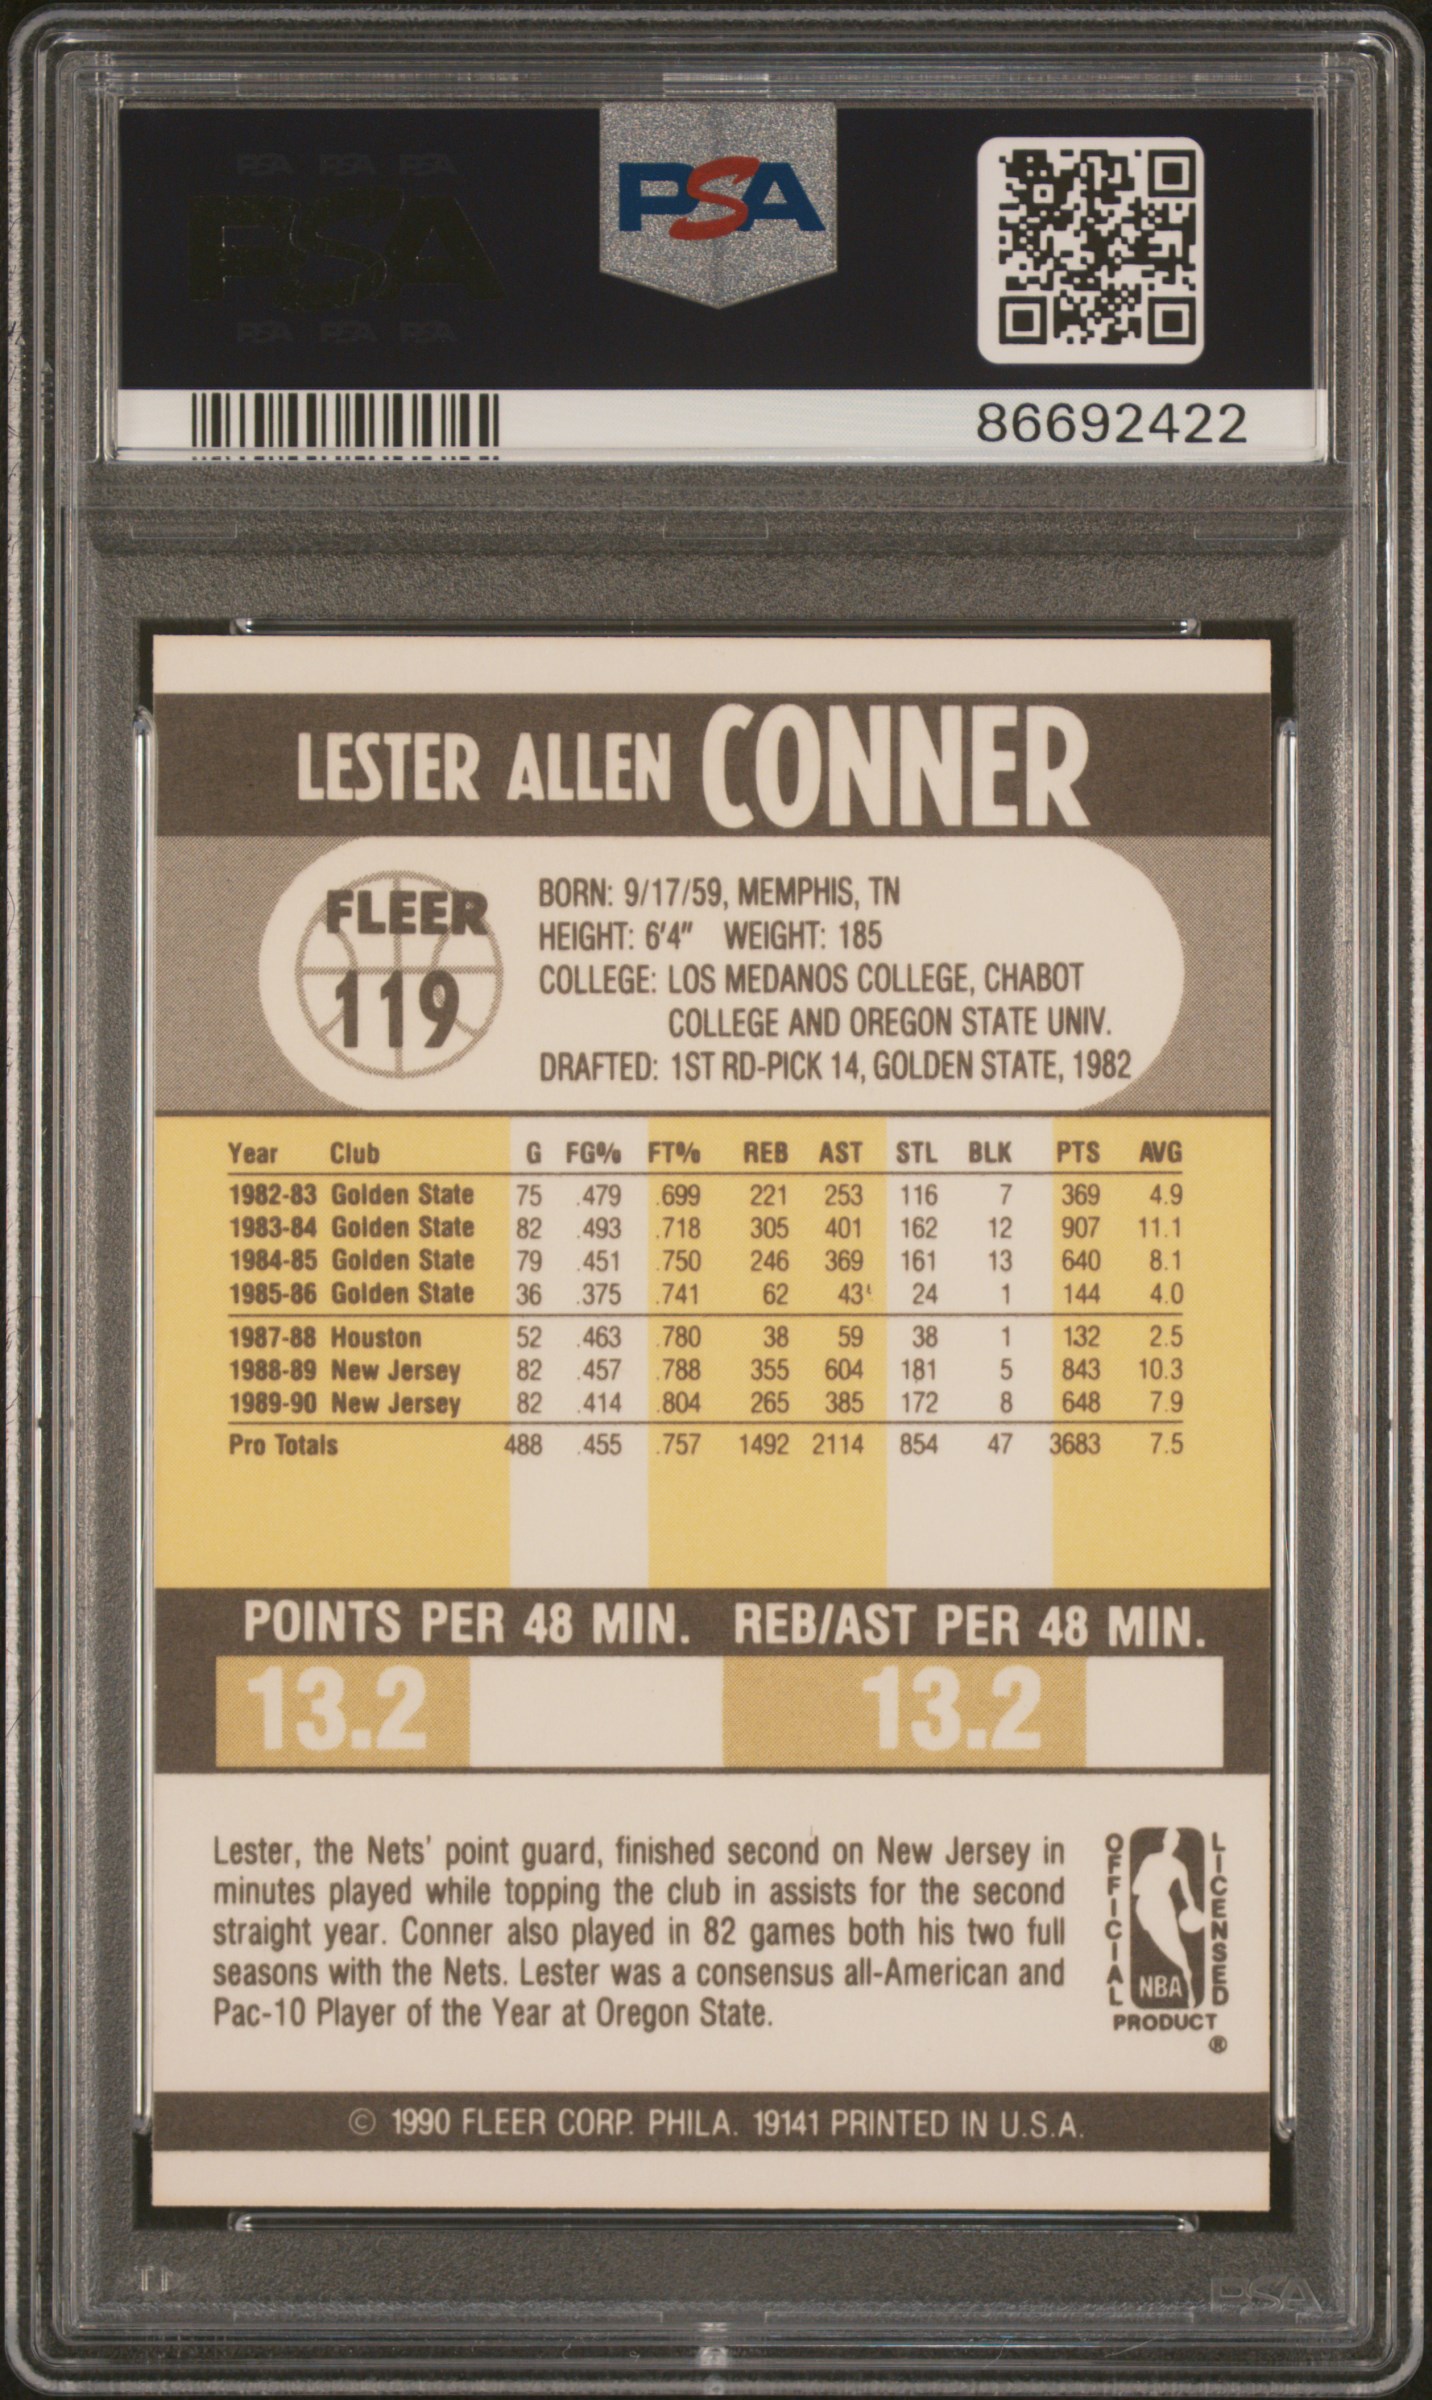 PSA PSA PSA
PSA
PSA PSA PSA
PSA
86692422
LESTER ALLEN CONNER
FLEER
119
BORN: 9/17/59, MEMPHIS, TN
HEIGHT: 6'4" WEIGHT: 185
COLLEGE: LOS MEDANOS COLLEGE, CHABOT
COLLEGE AND OREGON STATE UNIV.
DRAFTED: 1ST RD-PICK 14, GOLDEN STATE, 1982
Year Club G FG% FT% REB AST STL BLK PTS AVG
1982-83 Golden State 75 .479 .699 221 253 116 7 369 4.9
1983-84 Golden State 82 .493 .718 305 401 162 12 907 11.1
1984-85 Golden State 79 .451 .750 246 369 161 13 640 8.1
1985-86 Golden State 36 .375 .741 62 43 24 1 144 4.0
1987-88 Houston 52 .463 .780 38 59 38 1 132 2.5
1988-89 New Jersey 82 .457 .788 355 604 181 5 843 10.3
1989-90 New Jersey 82 .414 .804 265 385 172 8 648 7.9
Pro Totals 488 .455 .757 1492 2114 854 47 3683 7.5
POINTS PER 48 MIN. REB/AST PER 48 MIN.
13.2 13.2
Lester, the Nets' point guard, finished second on New Jersey in
minutes played while topping the club in assists for the second
straight year. Conner also played in 82 games both his two full
seasons with the Nets. Lester was a consensus all-American and
Pac-10 Player of the Year at Oregon State.
OFFICIAL LICENSED
NBA
PRODUCT
®
© 1990 FLEER CORP. PHILA. 19141 PRINTED IN U.S.A.
PSA